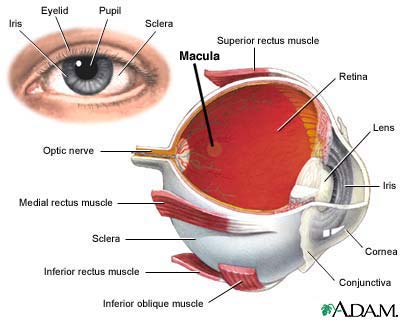 Eyelid
Pupil
Iris
Sclera
Superior rectus muscle
Macula
Retina
Lens
Optic nerve
Iris
Medial rectus muscle
Sclera
Cornea
Inferior rectus muscle
Conjunctiva
Inferior oblique muscle
A.D.A.M.